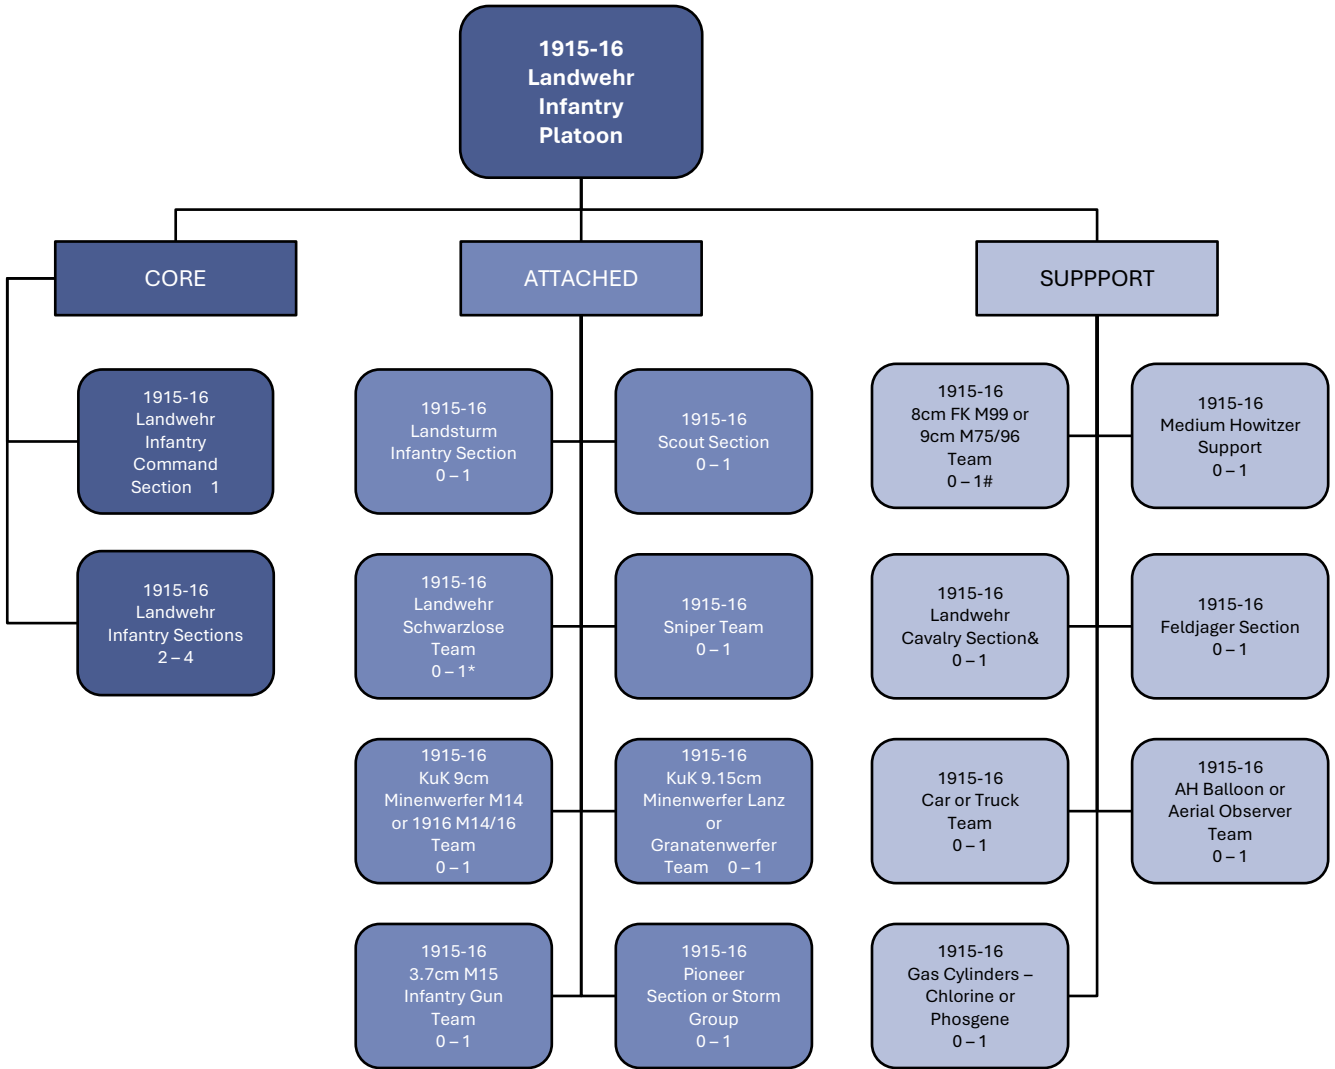 1915-16
Landwehr
Infantry
Platoon
CORE
ATTACHED
SUPPPORT
1915-16
Landwehr
Infantry
Command
Section 1
1915-16
Landwehr
Infantry Sections
2 – 4
1915-16
Landsturm
Infantry Section
0 – 1
1915-16
Scout Section
0 – 1
1915-16
Landwehr
Schwarzlose
Team
0 – 1*
1915-16
Sniper Team
0 – 1
1915-16
KuK 9cm
Minenwerfer M14
or 1916 M14/16
Team
0 – 1
1915-16
KuK 9.15cm
Minenwerfer Lanz
or
Granatenwerfer
Team 0 – 1
1915-16
3.7cm M15
Infantry Gun
Team
0 – 1
1915-16
Pioneer
Section or Storm
Group
0 – 1
1915-16
8cm FK M99 or
9cm M75/96
Team
0 – 1#
1915-16
Medium Howitzer
Support
0 – 1
1915-16
Landwehr
Cavalry Section&
0 – 1
1915-16
Feldjager Section
0 – 1
1915-16
Car or Truck
Team
0 – 1
1915-16
AH Balloon or
Aerial Observer
Team
0 – 1
1915-16
Gas Cylinders –
Chlorine or
Phosgene
0 – 1